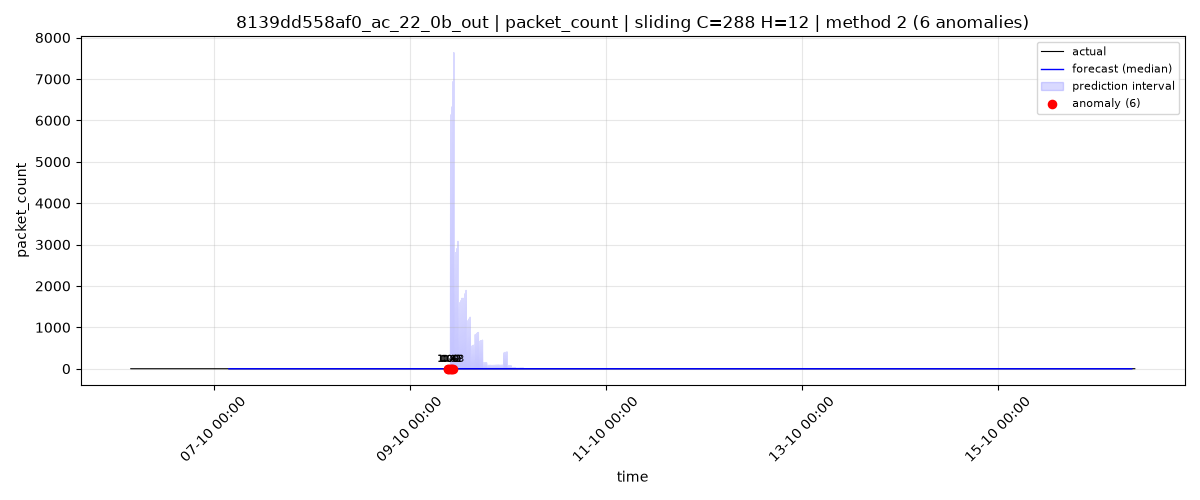 8139dd558af0_ac_22_0b_out | packet_count | sliding C=288 H=12 | method 2 (6 anomalies)
packet_count
8000
7000
6000
5000
4000
3000
2000
1000
0
actual
forecast (median)
prediction interval
anomaly (6)
07-10 00:00
09-10 00:00
11-10 00:00
13-10 00:00
15-10 00:00
time